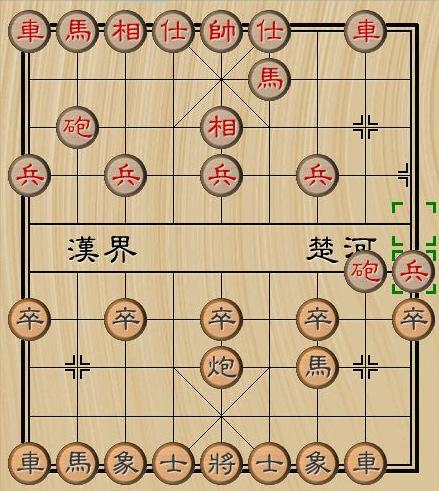 車馬相仕帥仕車
馬
砲相
兵兵兵兵
漢界 楚河
砲兵
卒卒卒卒卒
炮馬
車馬象士將士象車